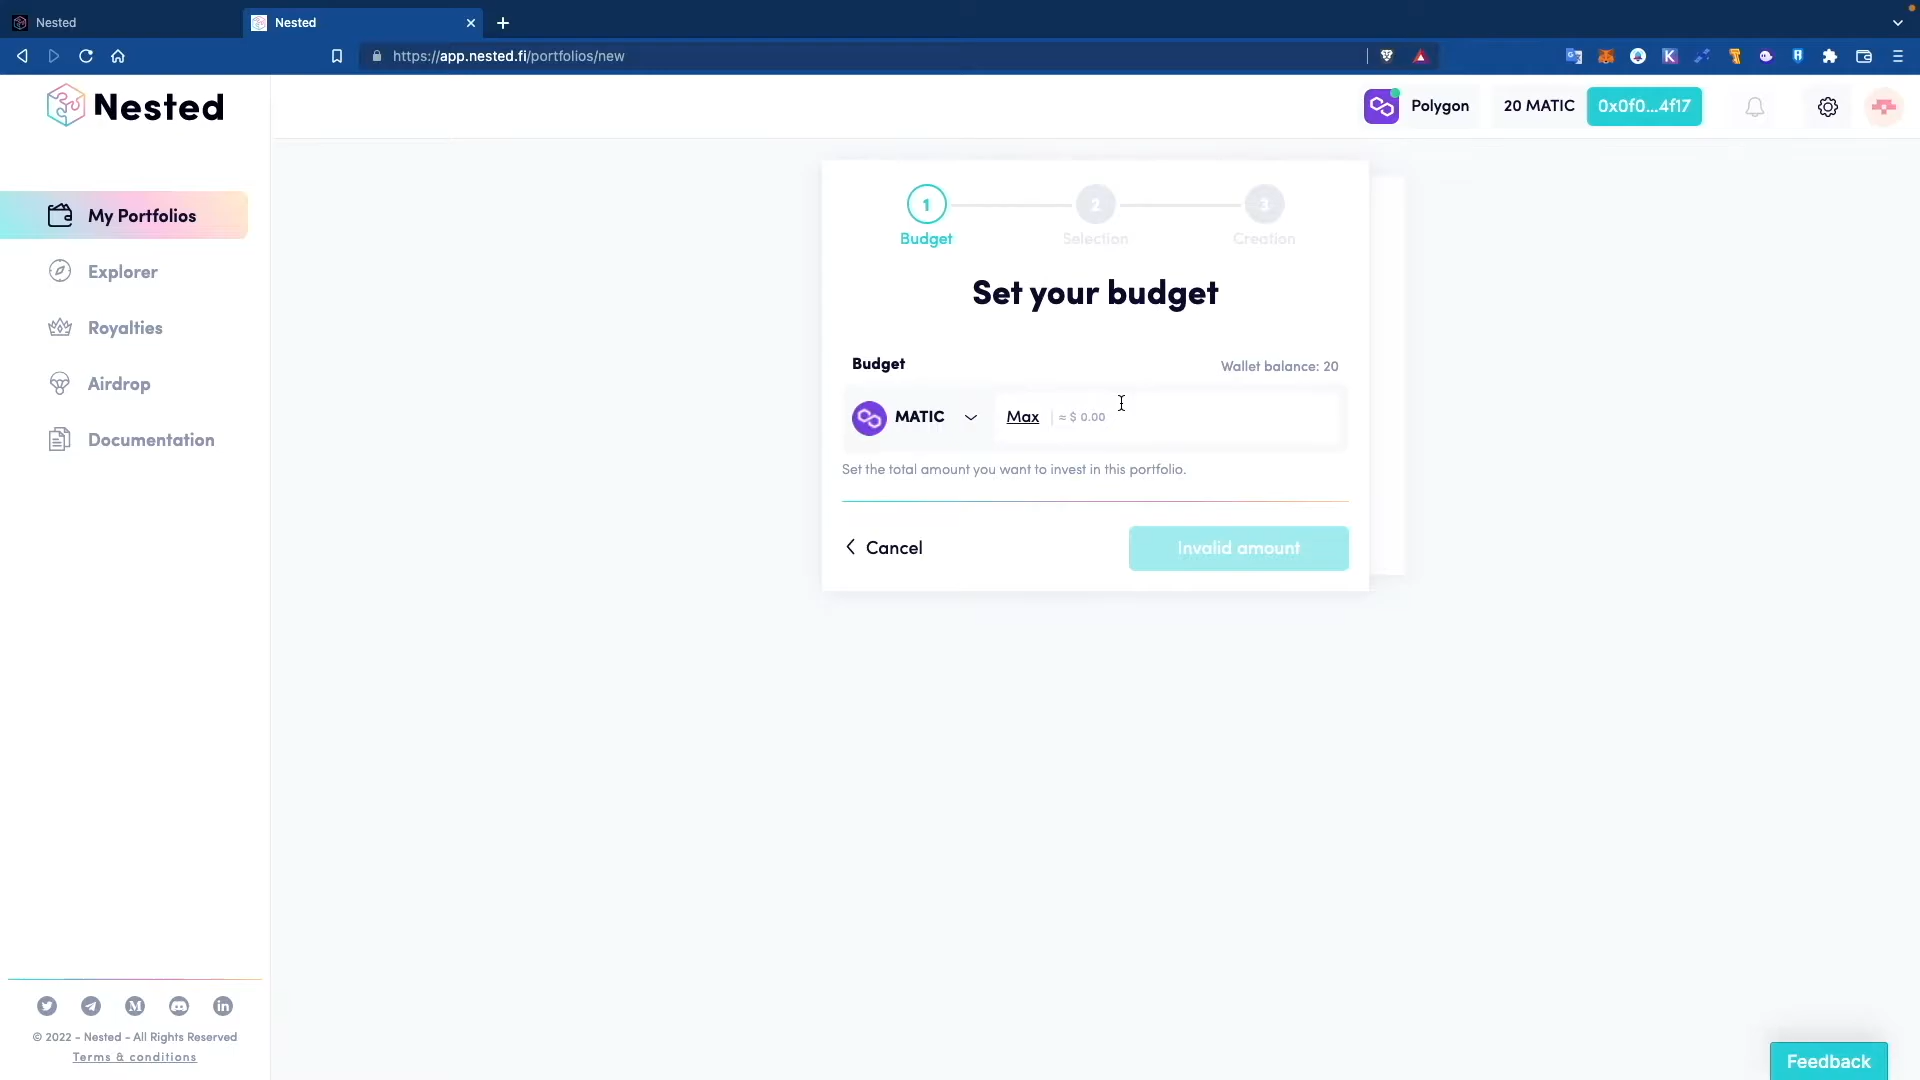 Nested
Nested
https://app.nested.fi/portfolios/new
Nested
Polygon
20 MATIC
0x0f0...4f17
My Portfolios
Explorer
Royalties
Airdrop
Documentation
1
2
3
Budget
Selection
Creation
Set your budget
Budget
Wallet balance: 20
MATIC
Max
≈ $ 0.00
Set the total amount you want to invest in this portfolio.
Cancel
Invalid amount
© 2022 - Nested - All Rights Reserved
Terms & conditions
Feedback